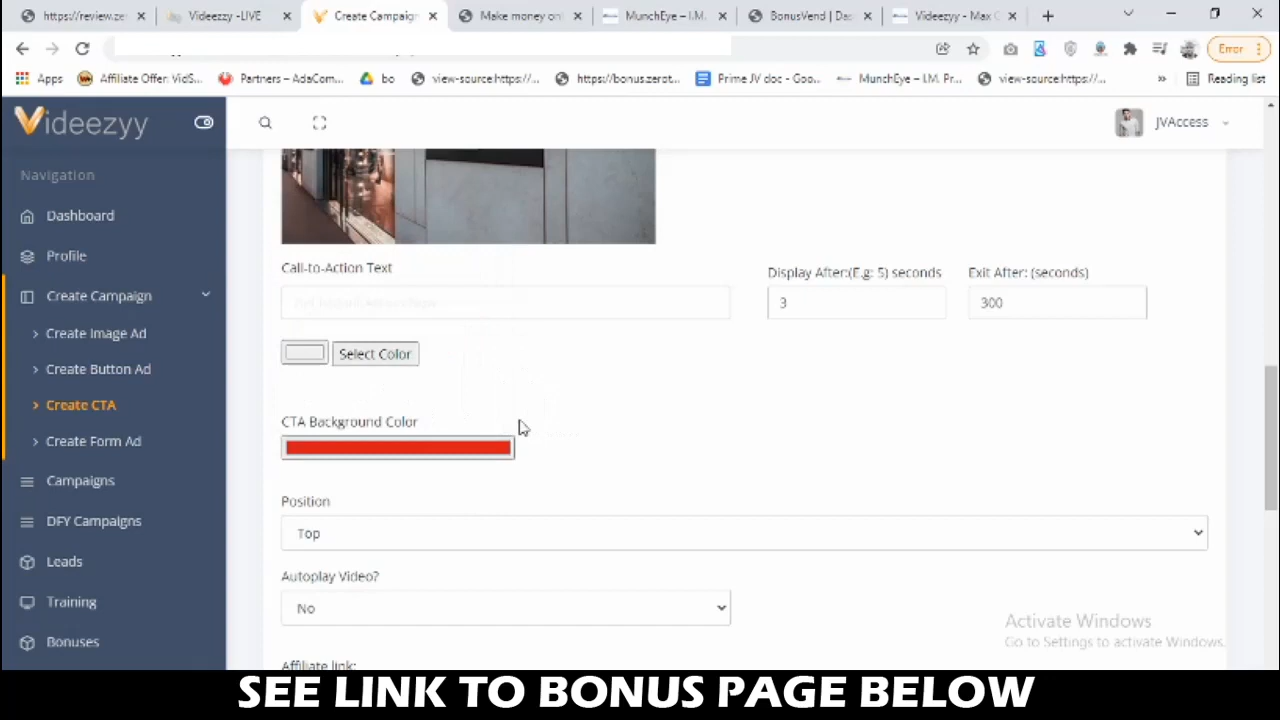 https://review.ze
Videezzy -LIVE
Create Campaig
Make money on
MunchEye – I.M.
BonusVend | Da
Videezyy - Max C
Error
Apps
Affiliate Offer: VidS...
Partners – AdaCom...
bo
view-source:https://...
https://bonus.zerot...
Prime JV doc - Goo...
MunchEye – I.M. Pr...
view-source:https://...
»
Reading list
Videezyy
JVAccess
Navigation
Dashboard
Profile
Create Campaign
Create Image Ad
Create Button Ad
Create CTA
Create Form Ad
Campaigns
DFY Campaigns
Leads
Training
Bonuses
Call-to-Action Text
Display After:(E.g: 5) seconds
Exit After: (seconds)
3
300
Select Color
CTA Background Color
Position
Top
Autoplay Video?
No
Affiliate link:
Activate Windows
Go to Settings to activate Windows.
SEE LINK TO BONUS PAGE BELOW